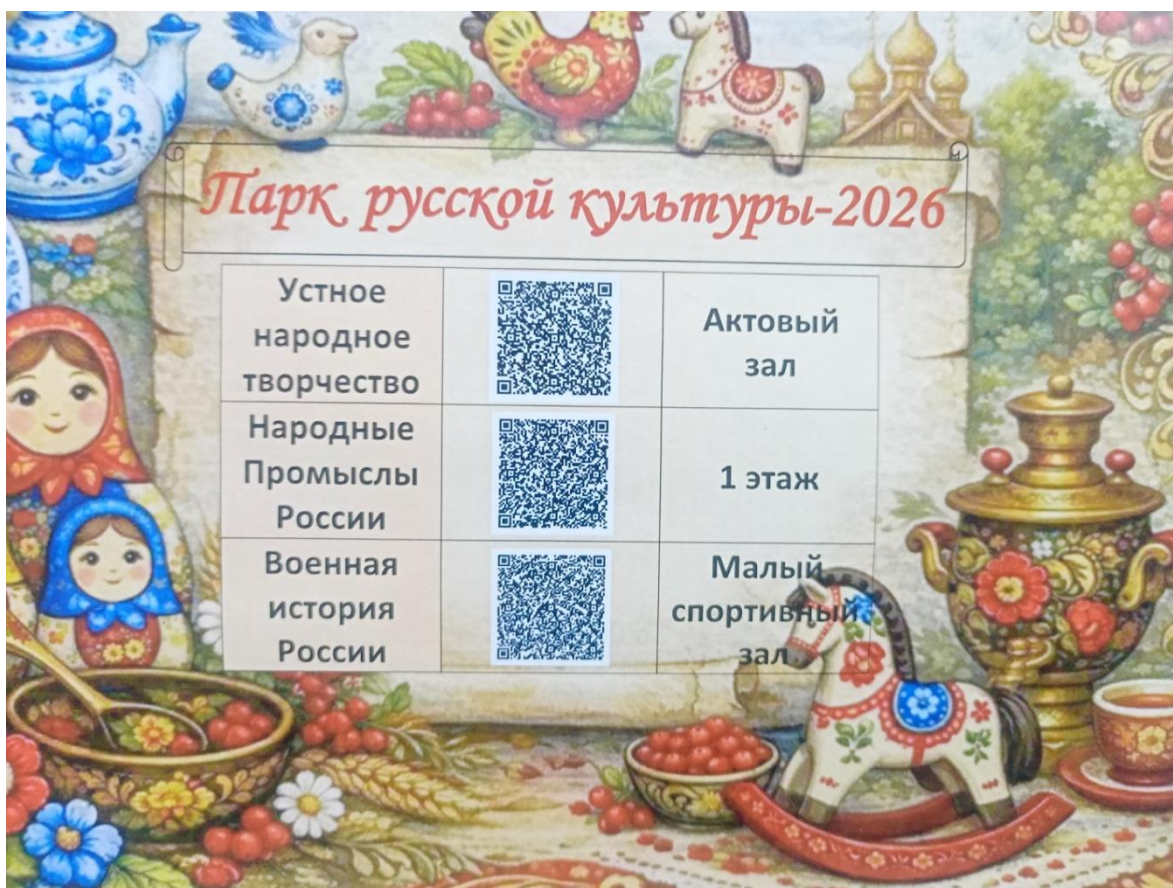 Парк русской культуры-2026
Устное
народное
творчество
Актовый
зал
Народные
Промыслы
России
1 этаж
Военная
история
России
Малый
спортивный
зал